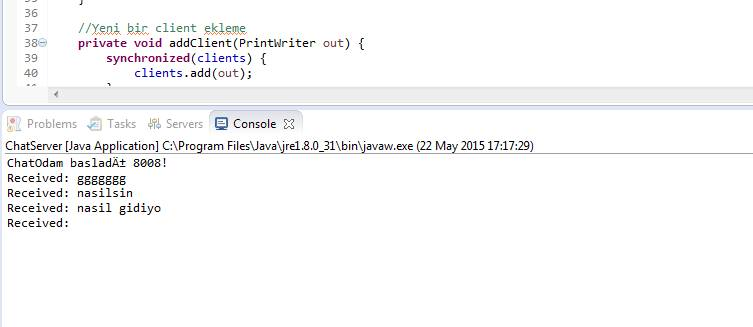 36
37 //Yeni bir client ekleme
38 private void addClient(PrintWriter out) {
39 synchronized(clients) {
40 clients.add(out);
Problems Tasks Servers Console
ChatServer [Java Application] C:\Program Files\Java\jre1.8.0_31\bin\javaw.exe (22 May 2015 17:17:29)
ChatOdam basladÄ± 8008!
Received: ggggggg
Received: nasilsin
Received: nasil gidiyo
Received: